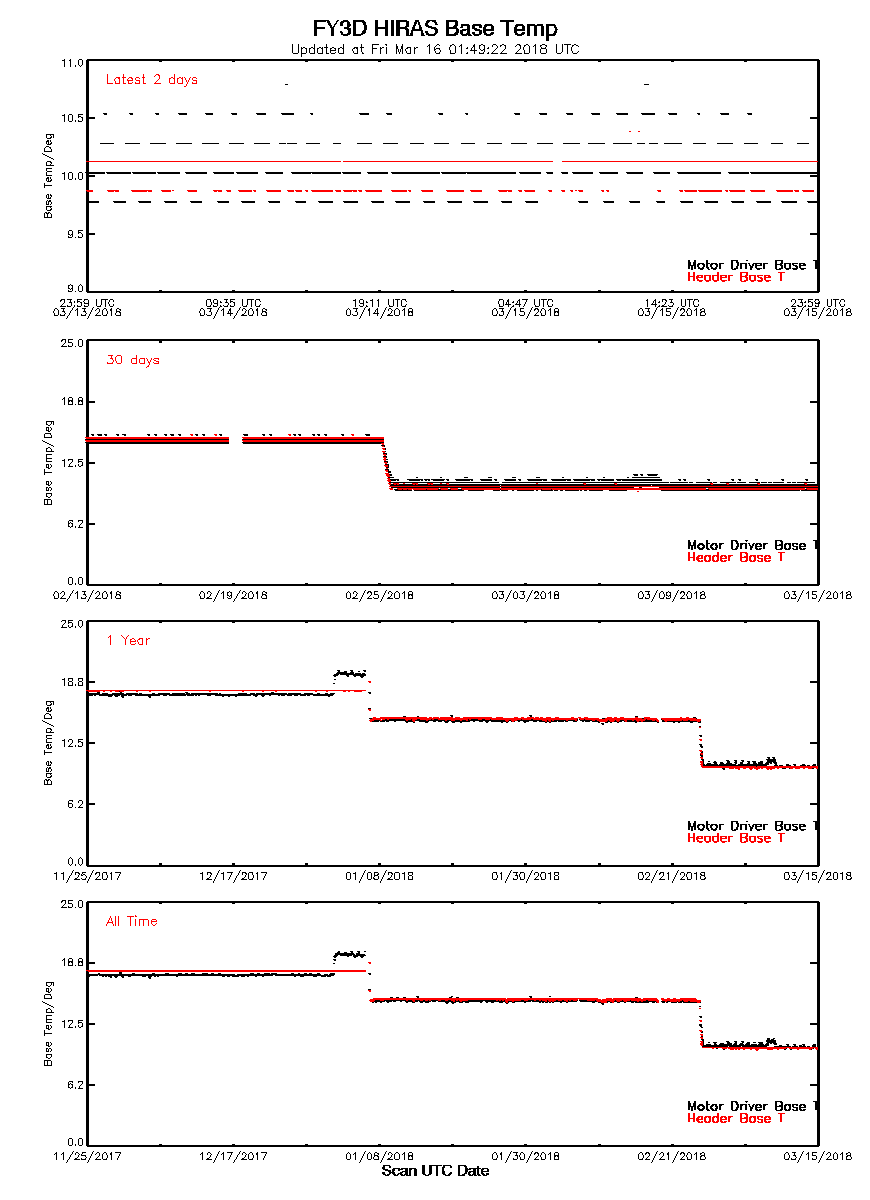 FY3D HIRAS Base Temp
Updated at Fri Mar 16 01:49:22 2018 UTC
Latest 2 days
11.0
10.5
10.0
9.5
9.0
Base Temp/Deg
Motor Driver Base T
Header Base T
23:59 UTC 09:35 UTC 19:11 UTC 04:47 UTC 14:23 UTC 23:59 UTC
03/13/2018 03/14/2018 03/14/2018 03/15/2018 03/15/2018 03/15/2018
30 days
25.0
18.8
12.5
6.2
0.0
Base Temp/Deg
Motor Driver Base T
Header Base T
02/13/2018 02/19/2018 02/25/2018 03/03/2018 03/09/2018 03/15/2018
1 Year
25.0
18.8
12.5
6.2
0.0
Base Temp/Deg
Motor Driver Base T
Header Base T
11/25/2017 12/17/2017 01/08/2018 01/30/2018 02/21/2018 03/15/2018
All Time
25.0
18.8
12.5
6.2
0.0
Base Temp/Deg
Motor Driver Base T
Header Base T
11/25/2017 12/17/2017 01/08/2018 01/30/2018 02/21/2018 03/15/2018
Scan UTC Date